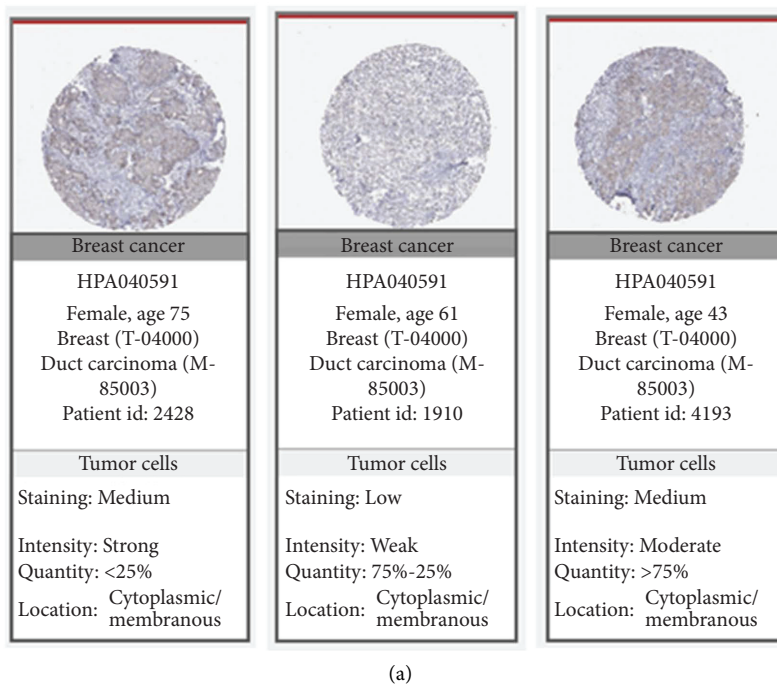 Breast cancer
HPA040591
Female, age 75
Breast (T-04000)
Duct carcinoma (M-
85003)
Patient id: 2428
Tumor cells
Staining: Medium
Intensity: Strong
Quantity: <25%
Location: Cytoplasmic/
membranous
Breast cancer
HPA040591
Female, age 61
Breast (T-04000)
Duct carcinoma (M-
85003)
Patient id: 1910
Tumor cells
Staining: Low
Intensity: Weak
Quantity: 75%-25%
Location: Cytoplasmic/
membranous
Breast cancer
HPA040591
Female, age 43
Breast (T-04000)
Duct carcinoma (M-
85003)
Patient id: 4193
Tumor cells
Staining: Medium
Intensity: Moderate
Quantity: >75%
Location: Cytoplasmic/
membranous
(a)